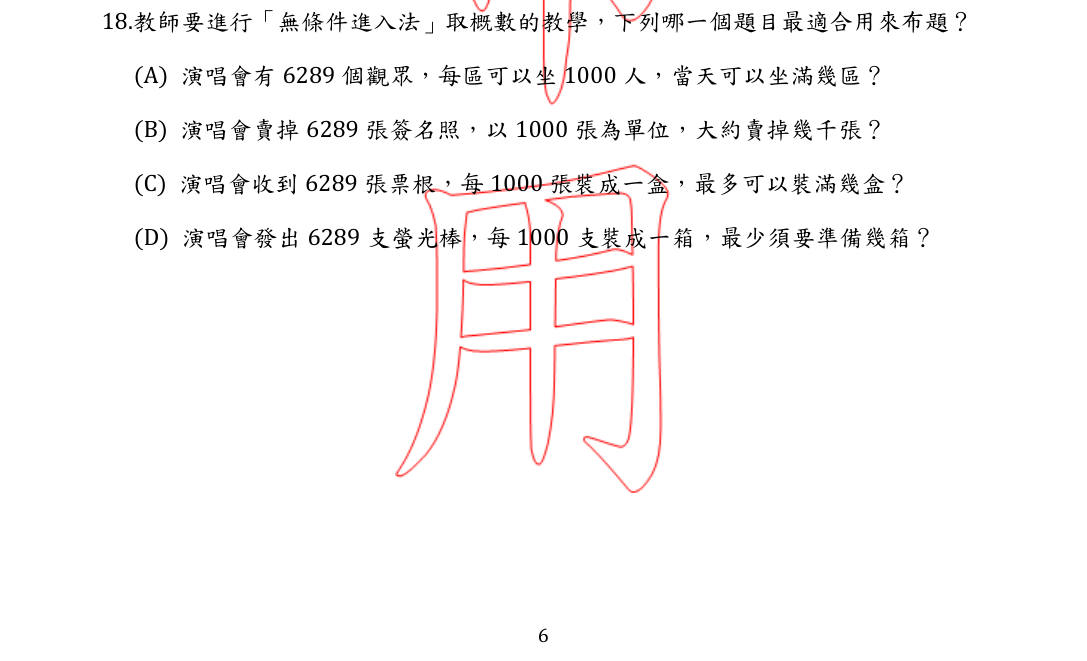 18.教師要進行「無條件進入法」取概數的教學，下列哪一個題目最適合用來布題？
(A) 演唱會有 6289 個觀眾，每區可以坐 1000 人，當天可以坐滿幾區？
(B) 演唱會賣掉 6289 張簽名照，以 1000 張為單位，大約賣掉幾千張？
(C) 演唱會收到 6289 張票根，每 1000 張裝成一盒，最多可以裝滿幾盒？
(D) 演唱會發出 6289 支螢光棒，每 1000 支裝成一箱，最少須要準備幾箱？
用
6